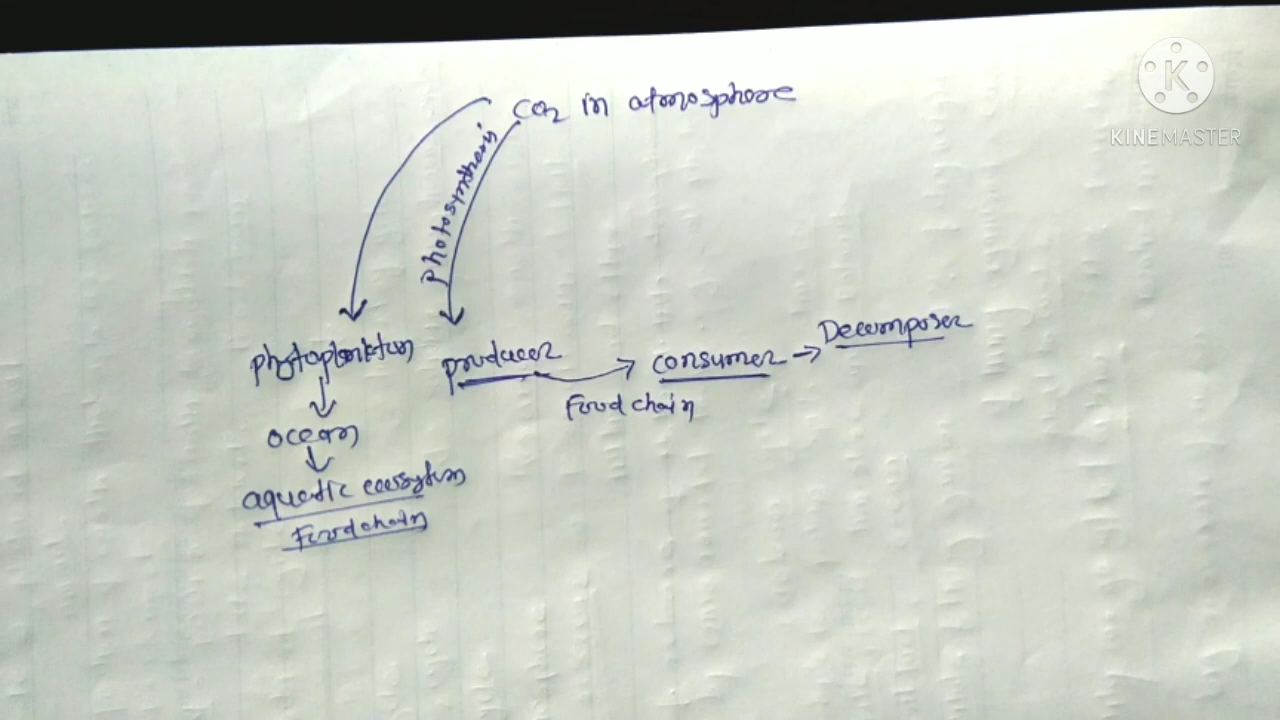 CO2 in atmosphere
Photosynthesis
phytoplankton
producer
consumer
Decomposer
Food chain
ocean
aquatic ecosystem
Food chain
K
KINEMASTER